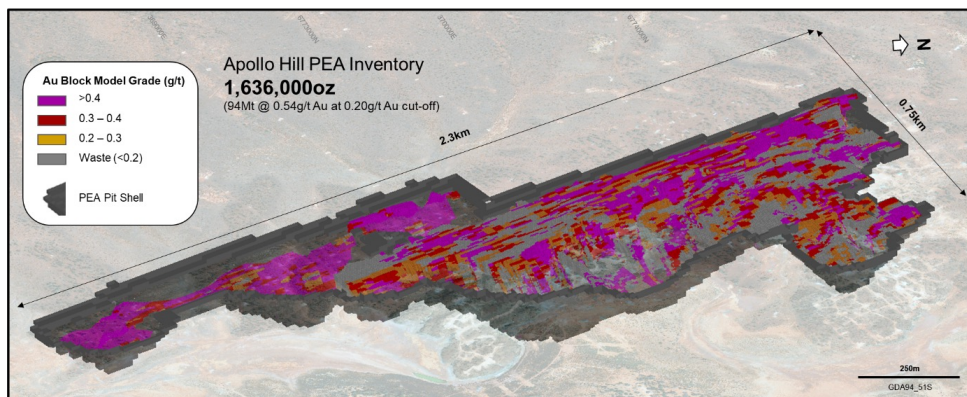 Apollo Hill PEA Inventory
1,636,000oz
(94Mt @ 0.54g/t Au at 0.20g/t Au cut-off)
Au Block Model Grade (g/t)
>0.4
0.3 – 0.4
0.2 – 0.3
Waste (<0.2)
PEA Pit Shell
N
2.3km
0.75km
250m
GDA94_51S